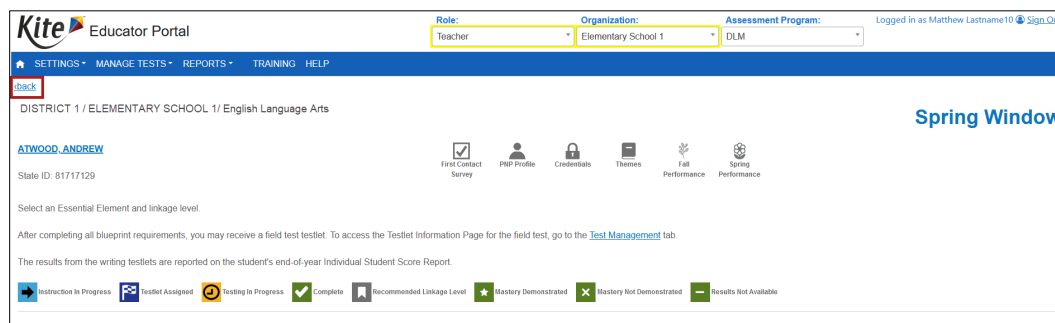 Kite Educator Portal
Role: Organization: Assessment Program: Logged in as Matthew Lastname10 Sign
Teacher Elementary School 1 DLM
SETTINGS MANAGE TESTS REPORTS TRAINING HELP
‹back
DISTRICT 1 / ELEMENTARY SCHOOL 1/ English Language Arts
Spring Window
ATWOOD, ANDREW
First Contact Survey PNP Profile Credentials Themes Fall Performance Spring Performance
State ID: 81717129
Select an Essential Element and linkage level.
After completing all blueprint requirements, you may receive a field test testlet. To access the Testlet Information Page for the field test, go to the Test Management tab.
The results from the writing testlets are reported on the student's end-of-year Individual Student Score Report.
Instruction In Progress Testlet Assigned Testing In Progress Complete Recommended Linkage Level Mastery Demonstrated Mastery Not Demonstrated Results Not Available